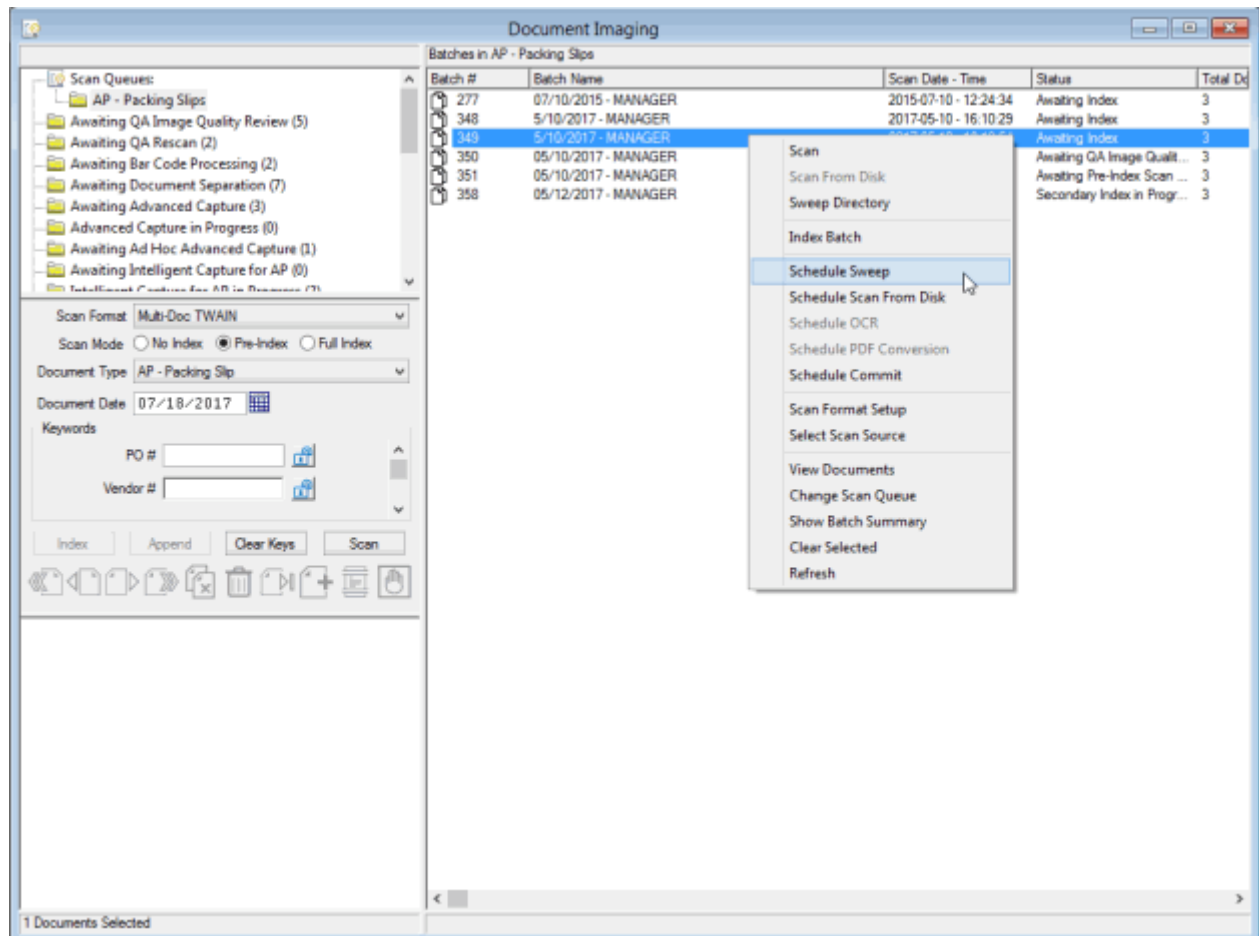 Document Imaging
Batches in AP - Packing Slips
Scan Queues:
AP - Packing Slips
Awaiting QA Image Quality Review (5)
Awaiting QA Rescan (2)
Awaiting Bar Code Processing (2)
Awaiting Document Separation (7)
Awaiting Advanced Capture (3)
Advanced Capture in Progress (0)
Awaiting Ad Hoc Advanced Capture (1)
Awaiting Intelligent Capture for AP (0)
Intelligent Capture for AP in Progress (2)
Scan Format Multi-Doc TWAIN
Scan Mode No Index Pre-Index Full Index
Document Type AP - Packing Slip
Document Date 07/18/2017
Keywords
PO #
Vendor #
Index Append Clear Keys Scan
1 Documents Selected
Batch # Batch Name Scan Date - Time Status Total Do
277 07/10/2015 - MANAGER 2015-07-10 - 12:24:34 Awaiting Index 3
348 5/10/2017 - MANAGER 2017-05-10 - 16:10:29 Awaiting Index 3
349 5/10/2017 - MANAGER Awaiting Index 3
350 05/10/2017 - MANAGER Awaiting QA Image Qualit... 3
351 05/10/2017 - MANAGER Awaiting Pre-Index Scan ... 3
358 05/12/2017 - MANAGER Secondary Index in Progr... 3
Scan
Scan From Disk
Sweep Directory
Index Batch
Schedule Sweep
Schedule Scan From Disk
Schedule OCR
Schedule PDF Conversion
Schedule Commit
Scan Format Setup
Select Scan Source
View Documents
Change Scan Queue
Show Batch Summary
Clear Selected
Refresh